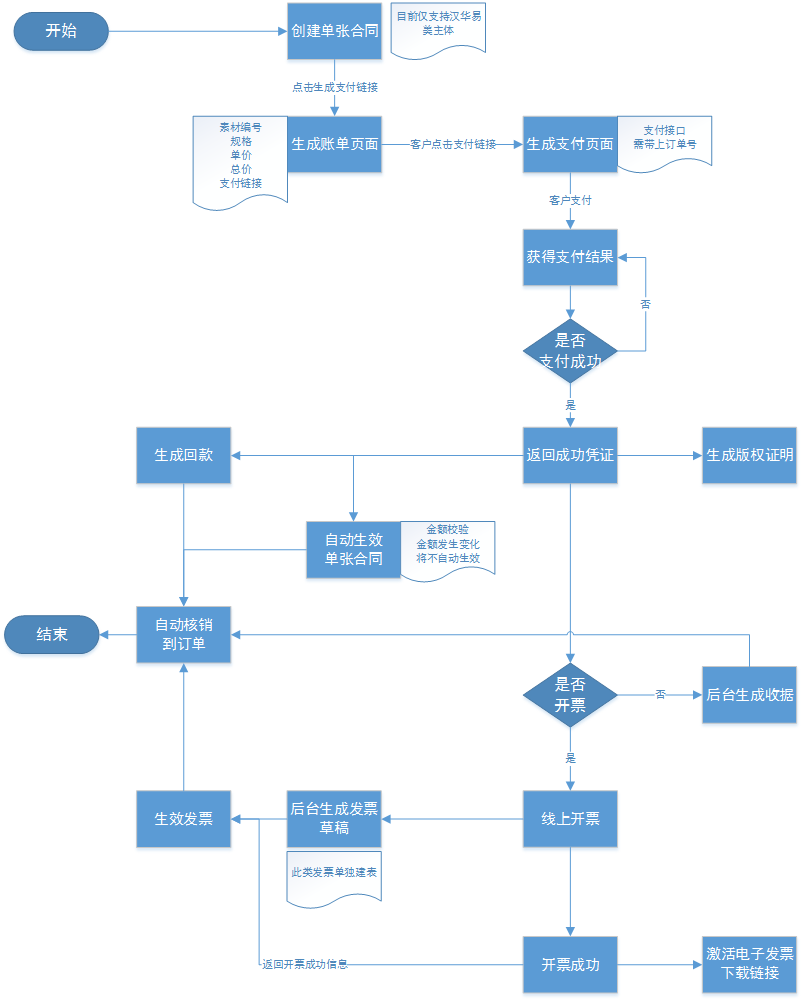 开始
创建单张合同
目前仅支持汉华易
美主体
点击生成支付链接
素材编号
规格
单价
总价
支付链接
生成账单页面
客户点击支付链接
生成支付页面
支付接口
需带上订单号
客户支付
获得支付结果
否
是否
支付成功
是
生成回款
返回成功凭证
生成版权证明
自动生效
单张合同
金额校验
金额发生变化
将不自动生效
结束
自动核销
到订单
是否
开票
否
后台生成收据
是
生效发票
后台生成发票
草稿
线上开票
此类发票单独建表
返回开票成功信息
开票成功
激活电子发票
下载链接